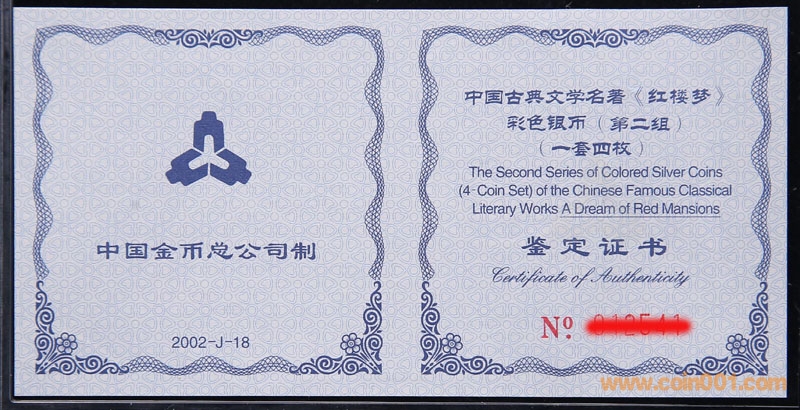 中国金币总公司制
2002-J-18
中国古典文学名著《红楼梦》
彩色银币(第二组)
(一套四枚)
The Second Series of Colored Silver Coins
(4-Coin Set) of the Chinese Famous Classical
Literary Works A Dream of Red Mansions
鉴定证书
Certificate of Authenticity
Nº.
www.coin001.com